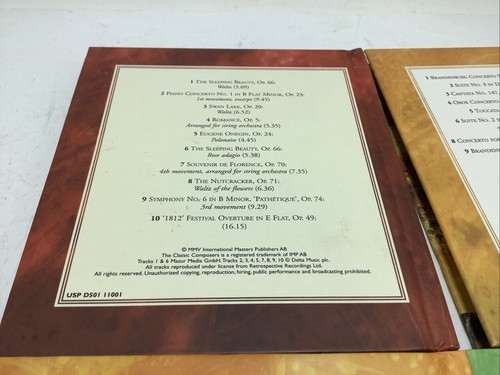 1 The Sleeping Beauty, Op. 66:
Waltz (5.09)
2 Piano Concerto No. 1 in B Flat Minor, Op. 23:
1st movement, excerpt (9.45)
3 Swan Lake, Op. 20:
Waltz (6.52)
4 Romance, Op. 5:
Arranged for string orchestra (5.35)
5 Eugene Onegin, Op. 24:
Polonaise (4.45)
6 The Sleeping Beauty, Op. 66:
Rose adagio (5.38)
7 Souvenir de Florence, Op. 70:
4th movement, arranged for string orchestra (7.35)
8 The Nutcracker, Op. 71:
Waltz of the flowers (6.36)
9 Symphony No. 6 in B Minor, 'Pathétique', Op. 74:
3rd movement (9.29)
10 '1812' Festival Overture in E Flat, Op. 49:
(16.15)
© MMV International Masters Publishers AB
The Classic Composers is a registered trademark of IMP AB
Tracks 1 & 6 Mazur Media GmbH. Tracks 2, 3, 4, 5, 7, 8, 9, 10 © Delta Music plc.
All tracks reproduced under license from Retrospective Recordings Ltd.
All rights reserved. Unauthorized copying, reproduction, hiring, public performance and broadcasting prohibited.
USP D501 11001
1 Brandenburg Concerto
2 Suite No. 3 in D
3 Cantata No. 147,
4 Oboe Concerto
5 Toccata
6 Suite No. 2
8 Concerto for
9 Brandenb